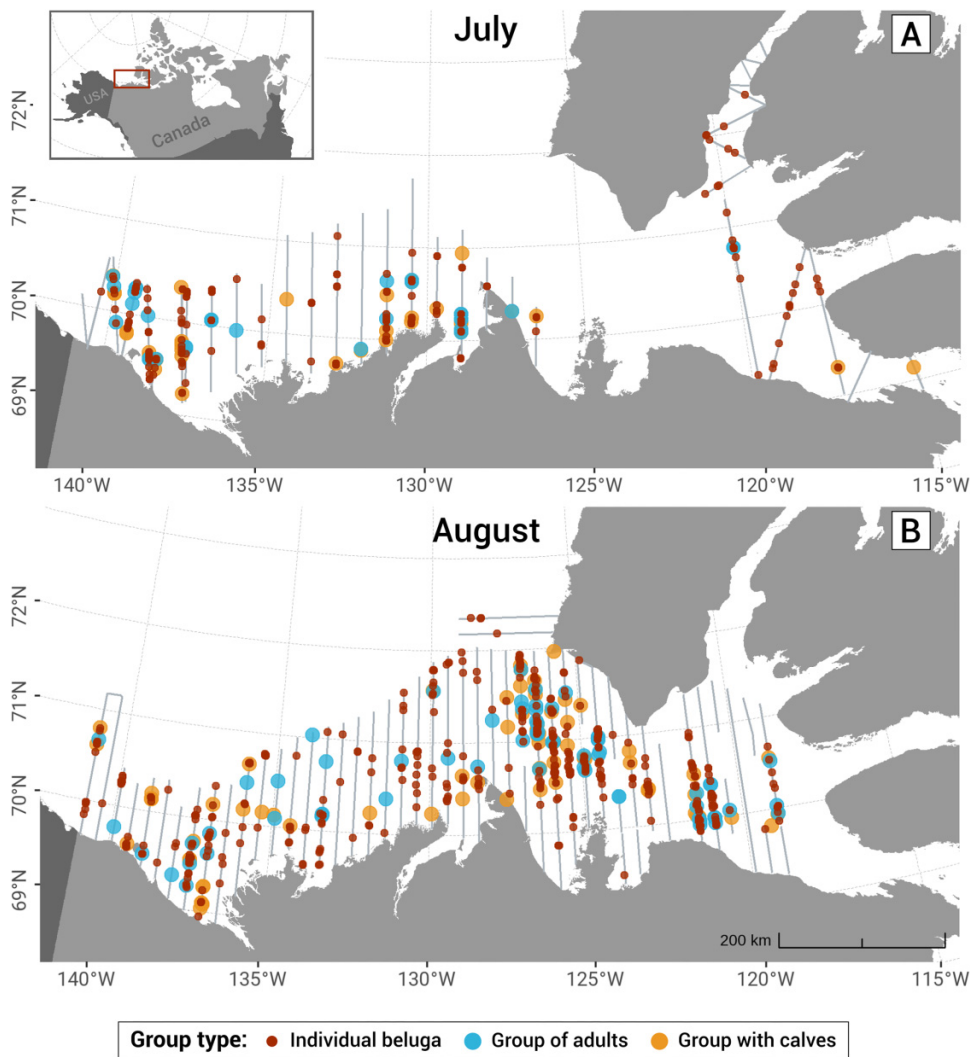 July
A
USA
Canada
72°N
71°N
70°N
69°N
140°W 135°W 130°W 125°W 120°W 115°W
August
B
72°N
71°N
70°N
69°N
200 km
140°W 135°W 130°W 125°W 120°W 115°W
Group type: Individual beluga Group of adults Group with calves